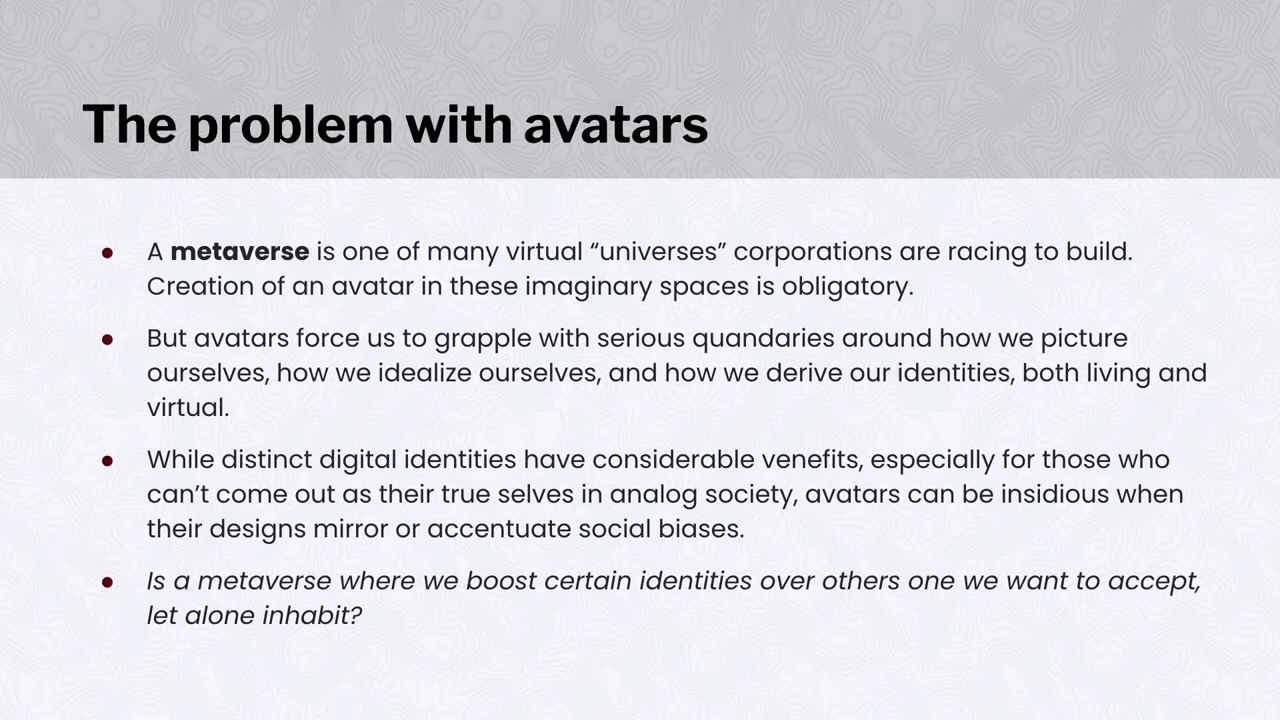 The problem with avatars
● A metaverse is one of many virtual “universes” corporations are racing to build.
Creation of an avatar in these imaginary spaces is obligatory.
● But avatars force us to grapple with serious quandaries around how we picture
ourselves, how we idealize ourselves, and how we derive our identities, both living and
virtual.
● While distinct digital identities have considerable venefits, especially for those who
can’t come out as their true selves in analog society, avatars can be insidious when
their designs mirror or accentuate social biases.
● Is a metaverse where we boost certain identities over others one we want to accept,
let alone inhabit?